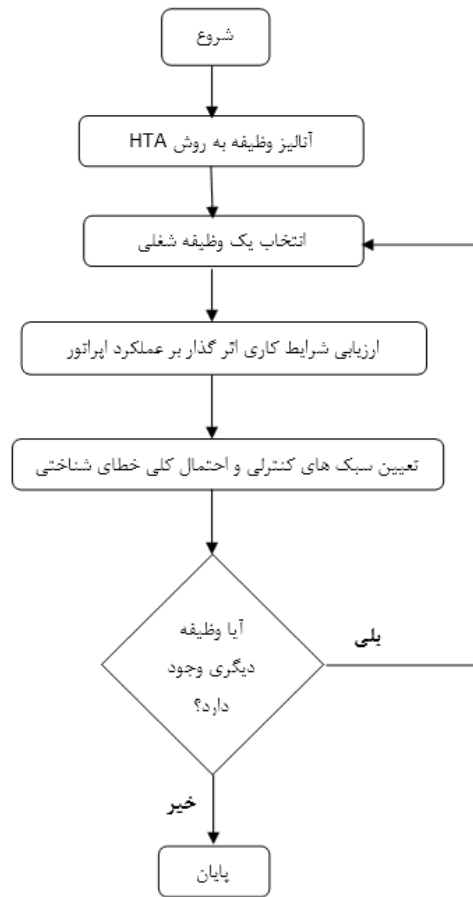 شروع
آنالیز وظیفه به روش HTA
انتخاب یک وظیفه شغلی
ارزیابی شرایط کاری اثر گذار بر عملکرد اپراتور
تعیین سبک های کنترلی و احتمال کلی خطای شناختی
آیا وظیفه
دیگری وجود
دارد؟
بلی
خیر
پایان